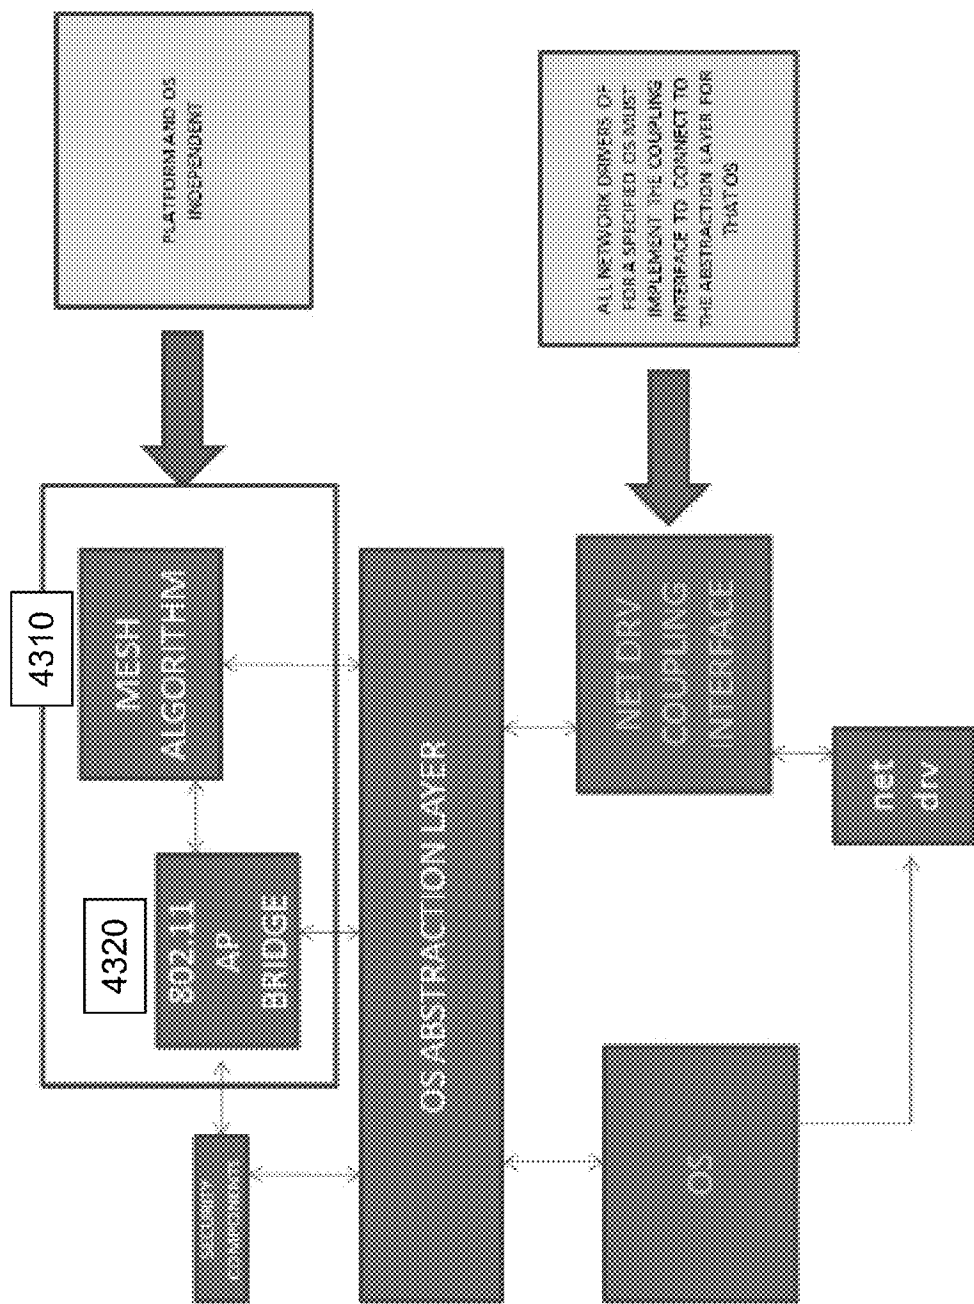 PLATFORM AND OS
INDEPENDENT
ALL NETWORK DRIVERS OF
FOR A SPECIFIED OS MUST
IMPLEMENT THE COUPLING
INTERFACE TO CONNECT TO
THE ABSTRACTION LAYER FOR
THAT OS
4310
MESH
ALGORITHM
4320
802.11
AP
BRIDGE
SECURITY
COMPONENTS
OS ABSTRACTION LAYER
NET DRV
COUPLING
INTERFACE
net
drv
OS